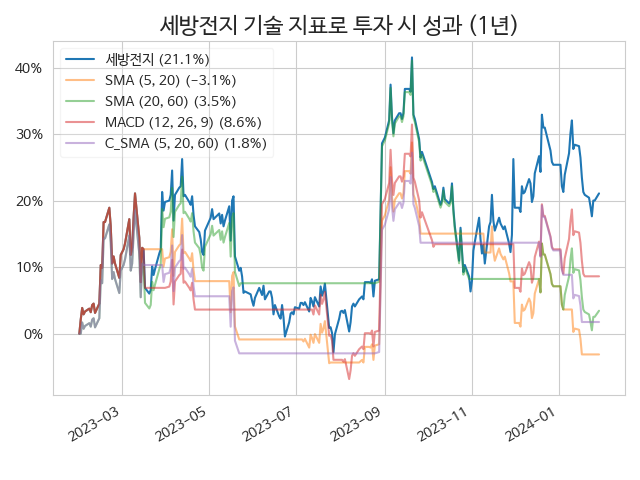 세방전지 기술 지표로 투자 시 성과 (1년)
세방전지 (21.1%)
SMA (5, 20) (−3.1%)
SMA (20, 60) (3.5%)
MACD (12, 26, 9) (8.6%)
C_SMA (5, 20, 60) (1.8%)
40%
30%
20%
10%
0%
2023−03
2023−05
2023−07
2023−09
2023−11
2024−01